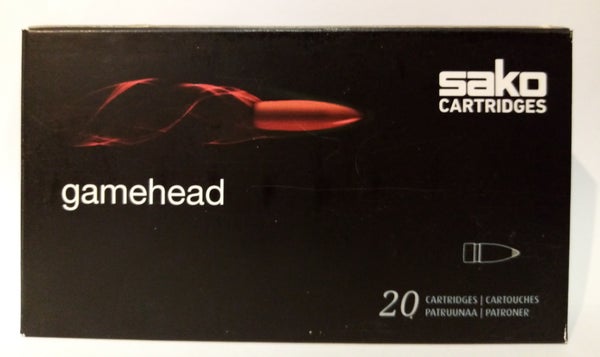 sako
CARTRIDGES
gamehead
20 CARTRIDGES | CARTOUCHES
PATRUUNAA | PATRONER